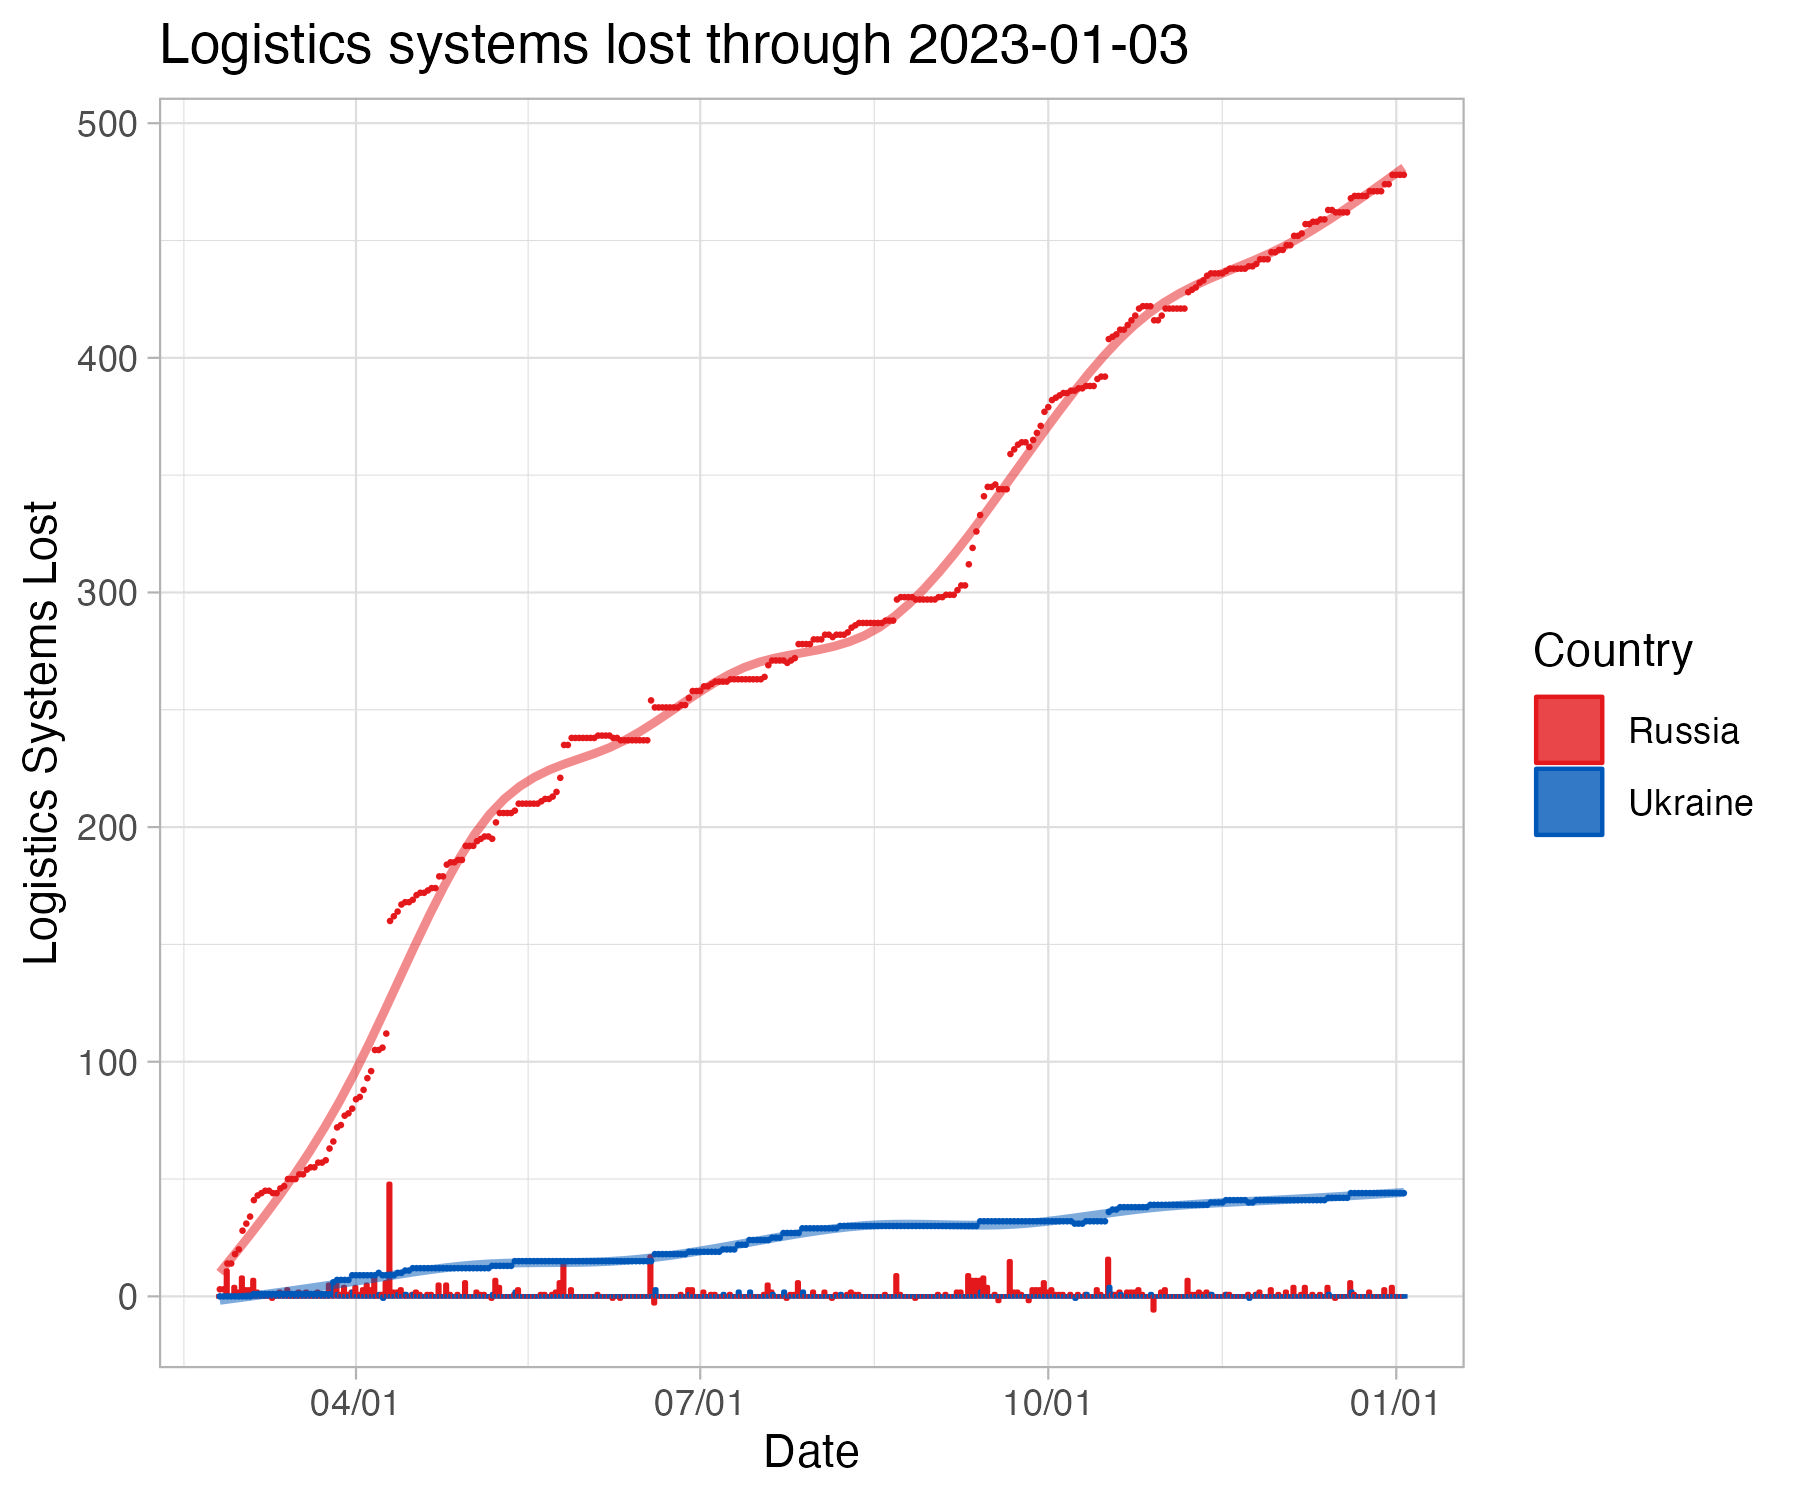 Logistics systems lost through 2023-01-03
Logistics Systems Lost
500
400
300
200
100
0
04/01
07/01
10/01
01/01
Date
Country
Russia
Ukraine